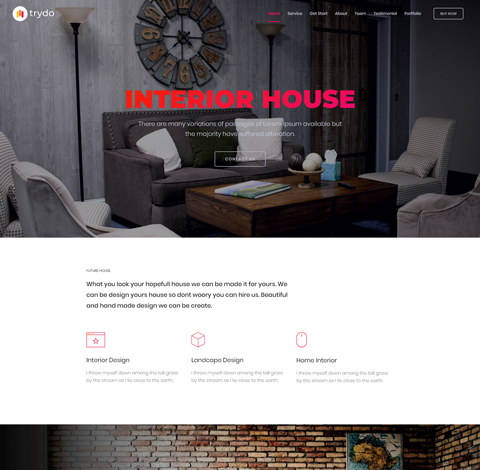 trydo
Home Service Get Start About Team Testimonial Portfolio BUY NOW
INTERIOR HOUSE
There are many variations of passages of Lorem Ipsum available but
the majority have suffered alteration.
CONTACT US
FUTURE HOUSE.
What you look your hopefull house we can be made it for yours. We
can be design yours house so dont woory you can hire us. Beautiful
and hand made design we can be create.
Interior Design Landcape Design Home Interior
I throw myself down among the tall grass
by the stream as I lie close to the earth.
I throw myself down among the tall grass
by the stream as I lie close to the earth.
I throw myself down among the tall grass
by the stream as I lie close to the earth.